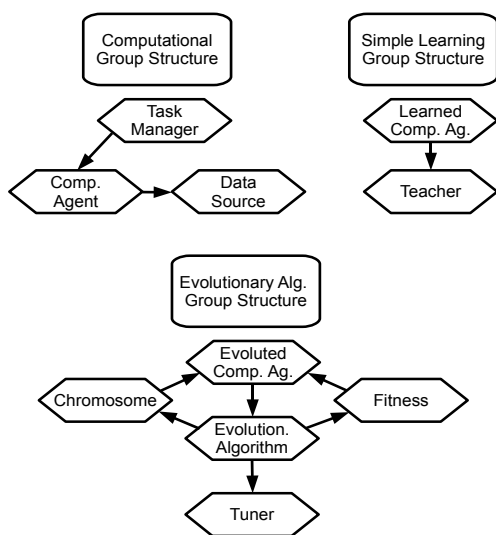 Computational
Group Structure
Simple Learning
Group Structure
Task
Manager
Learned
Comp. Ag.
Comp.
Agent
Data
Source
Teacher
Evolutionary Alg.
Group Structure
Evoluted
Comp. Ag.
Chromosome
Fitness
Evolution.
Algorithm
Tuner